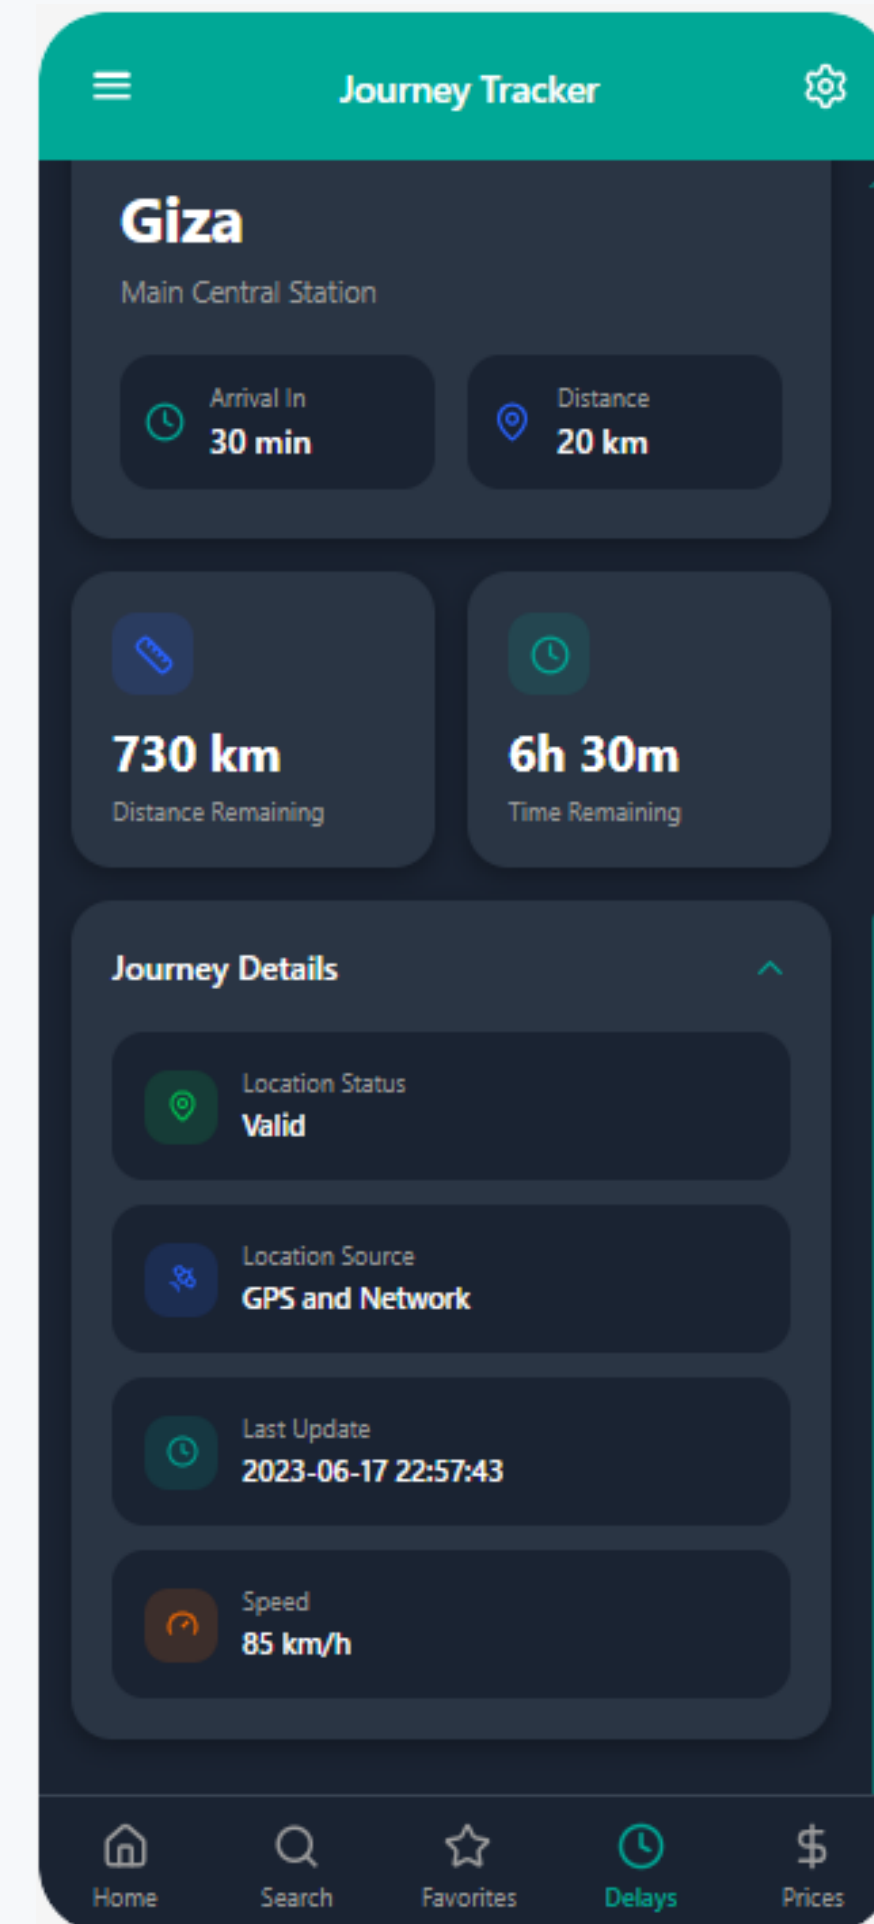 Journey Tracker
Giza
Main Central Station
Arrival In
30 min
Distance
20 km
730 km
Distance Remaining
6h 30m
Time Remaining
Journey Details
Location Status
Valid
Location Source
GPS and Network
Last Update
2023-06-17 22:57:43
Speed
85 km/h
Home
Search
Favorites
Delays
Prices